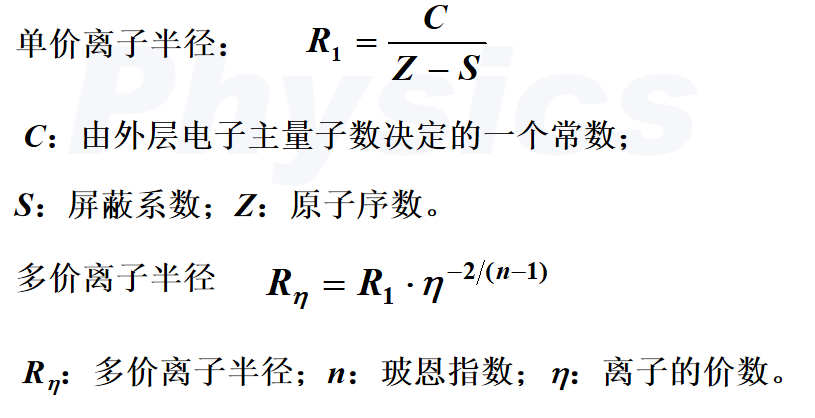 Physics
单价离子半径： R₁ = C / (Z − S)
C：由外层电子主量子数决定的一个常数；
S：屏蔽系数；Z：原子序数。
多价离子半径 R_η = R₁ · η^(−2/(n−1))
R_η：多价离子半径；n：玻恩指数；η：离子的价数。